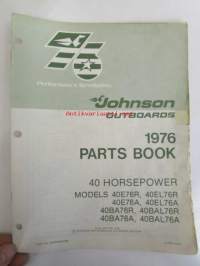 Johnson
OUTBOARDS
1976
PARTS BOOK
40 HORSEPOWER
MODELS 40E76R, 40EL76R
40E76A, 40EL76A
40BA76R, 40BAL76R
40BA76A, 40BAL76A